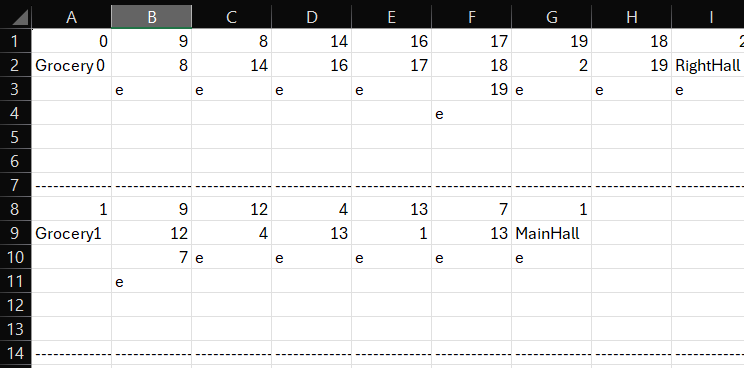 A B C D E F G H I
1 0 9 8 14 16 17 19 18
2 Grocery 0 8 14 16 17 18 2 19 RightHall
3 e e e e 19 e e e
4 e
5
6
7 ---------- ---------- ---------- ---------- ---------- ---------- ---------- ---------- ----------
8 1 9 12 4 13 7 1
9 Grocery1 12 4 13 1 13 MainHall
10 7 e e e e e
11 e
12
13
14 ---------- ---------- ---------- ---------- ---------- ---------- ---------- ---------- ----------